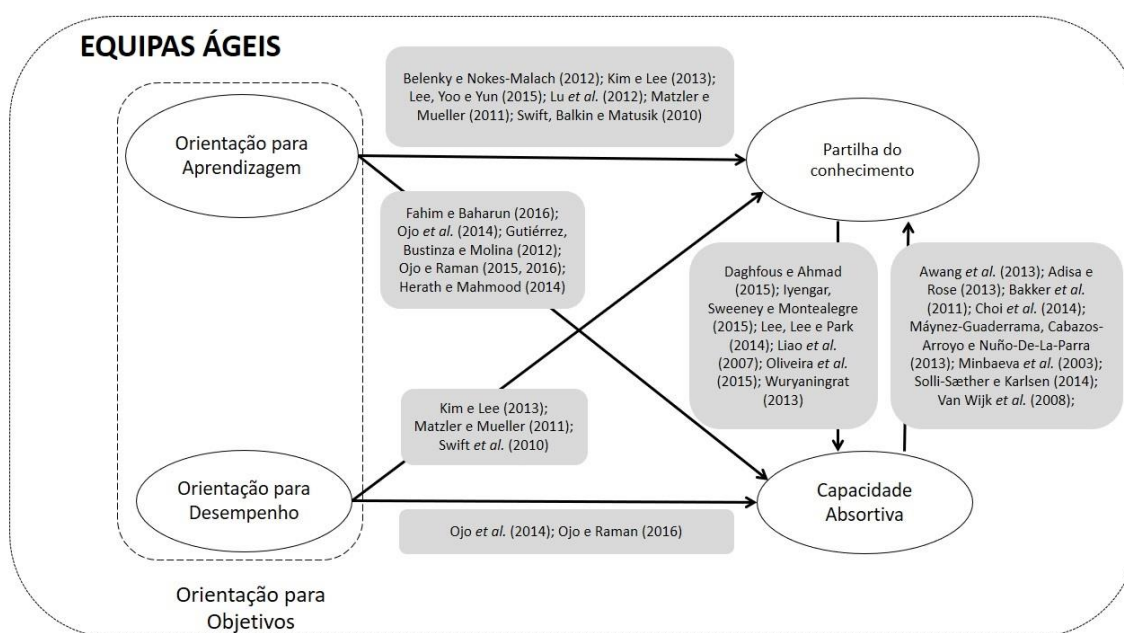 EQUIPAS ÁGEIS
Belenky e Nokes-Malach (2012); Kim e Lee (2013);
Lee, Yoo e Yun (2015); Lu et al. (2012); Matzler e
Mueller (2011); Swift, Balkin e Matusik (2010)
Orientação para
Aprendizagem
Partilha do
conhecimento
Fahim e Baharun (2016);
Ojo et al. (2014); Gutiérrez,
Bustinza e Molina (2012);
Ojo e Raman (2015, 2016);
Herath e Mahmood (2014)
Daghfous e Ahmad
(2015); Iyengar,
Sweeney e Montealegre
(2015); Lee, Lee e Park
(2014); Liao et al.
(2007); Oliveira et al.
(2015); Wuryaningrat
(2013)
Awang et al. (2013); Adisa e
Rose (2013); Bakker et al.
(2011); Choi et al. (2014);
Máynez-Guaderrama, Cabazos-
Arroyo e Nuño-De-La-Parra
(2013); Minbaeva et al. (2003);
Solli-Sæther e Karlsen (2014);
Van Wijk et al. (2008);
Kim e Lee (2013);
Matzler e Mueller (2011);
Swift et al. (2010)
Orientação para
Desempenho
Capacidade
Absortiva
Ojo et al. (2014); Ojo e Raman (2016)
Orientação para
Objetivos